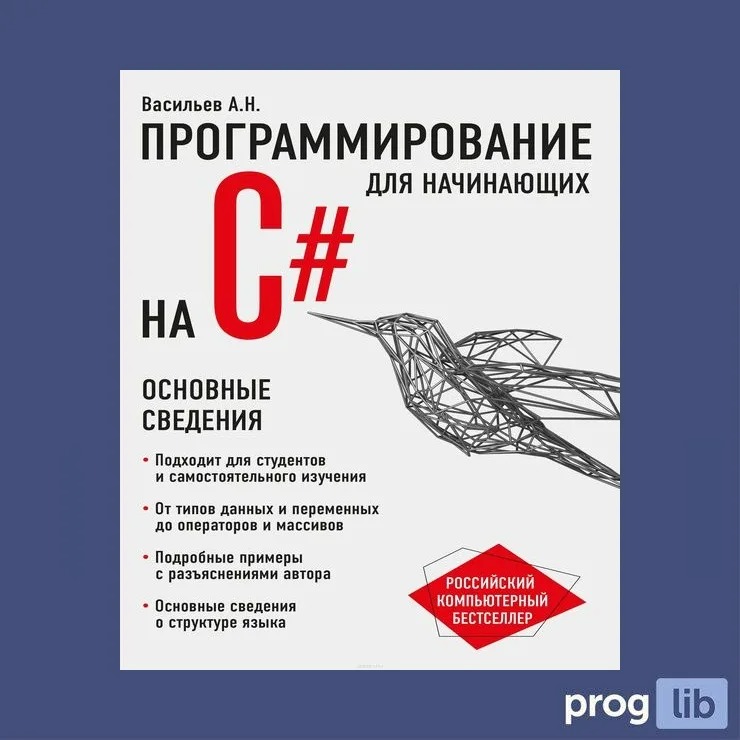 Васильев А.Н.
ПРОГРАММИРОВАНИЕ
ДЛЯ НАЧИНАЮЩИХ
НА C#
ОСНОВНЫЕ
СВЕДЕНИЯ
• Подходит для студентов
и самостоятельного изучения
• От типов данных и переменных
до операторов и массивов
• Подробные примеры
с разъяснениями автора
• Основные сведения
о структуре языка
РОССИЙСКИЙ
КОМПЬЮТЕРНЫЙ
БЕСТСЕЛЛЕР
prog lib